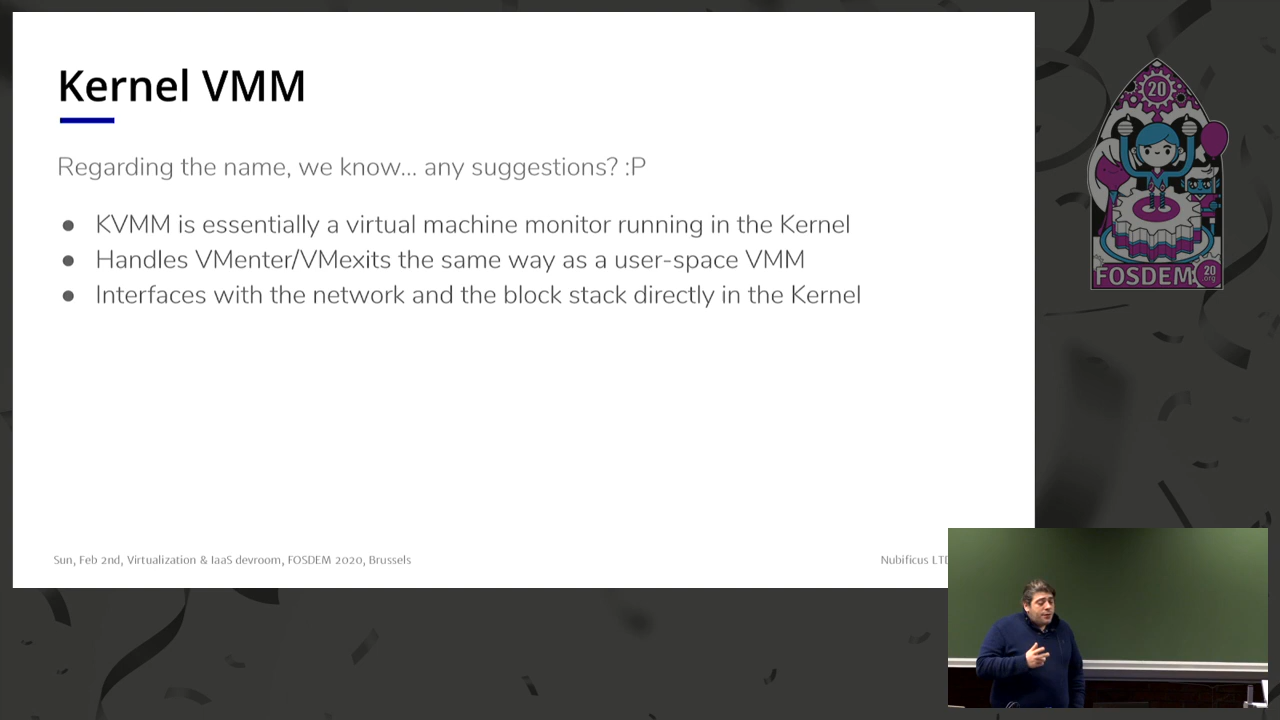 Kernel VMM
Regarding the name, we know... any suggestions? :P
● KVMM is essentially a virtual machine monitor running in the Kernel
● Handles VMenter/VMexits the same way as a user-space VMM
● Interfaces with the network and the block stack directly in the Kernel
Sun, Feb 2nd, Virtualization & IaaS devroom, FOSDEM 2020, Brussels
Nubificus LTD
20
FOSDEM
20
org